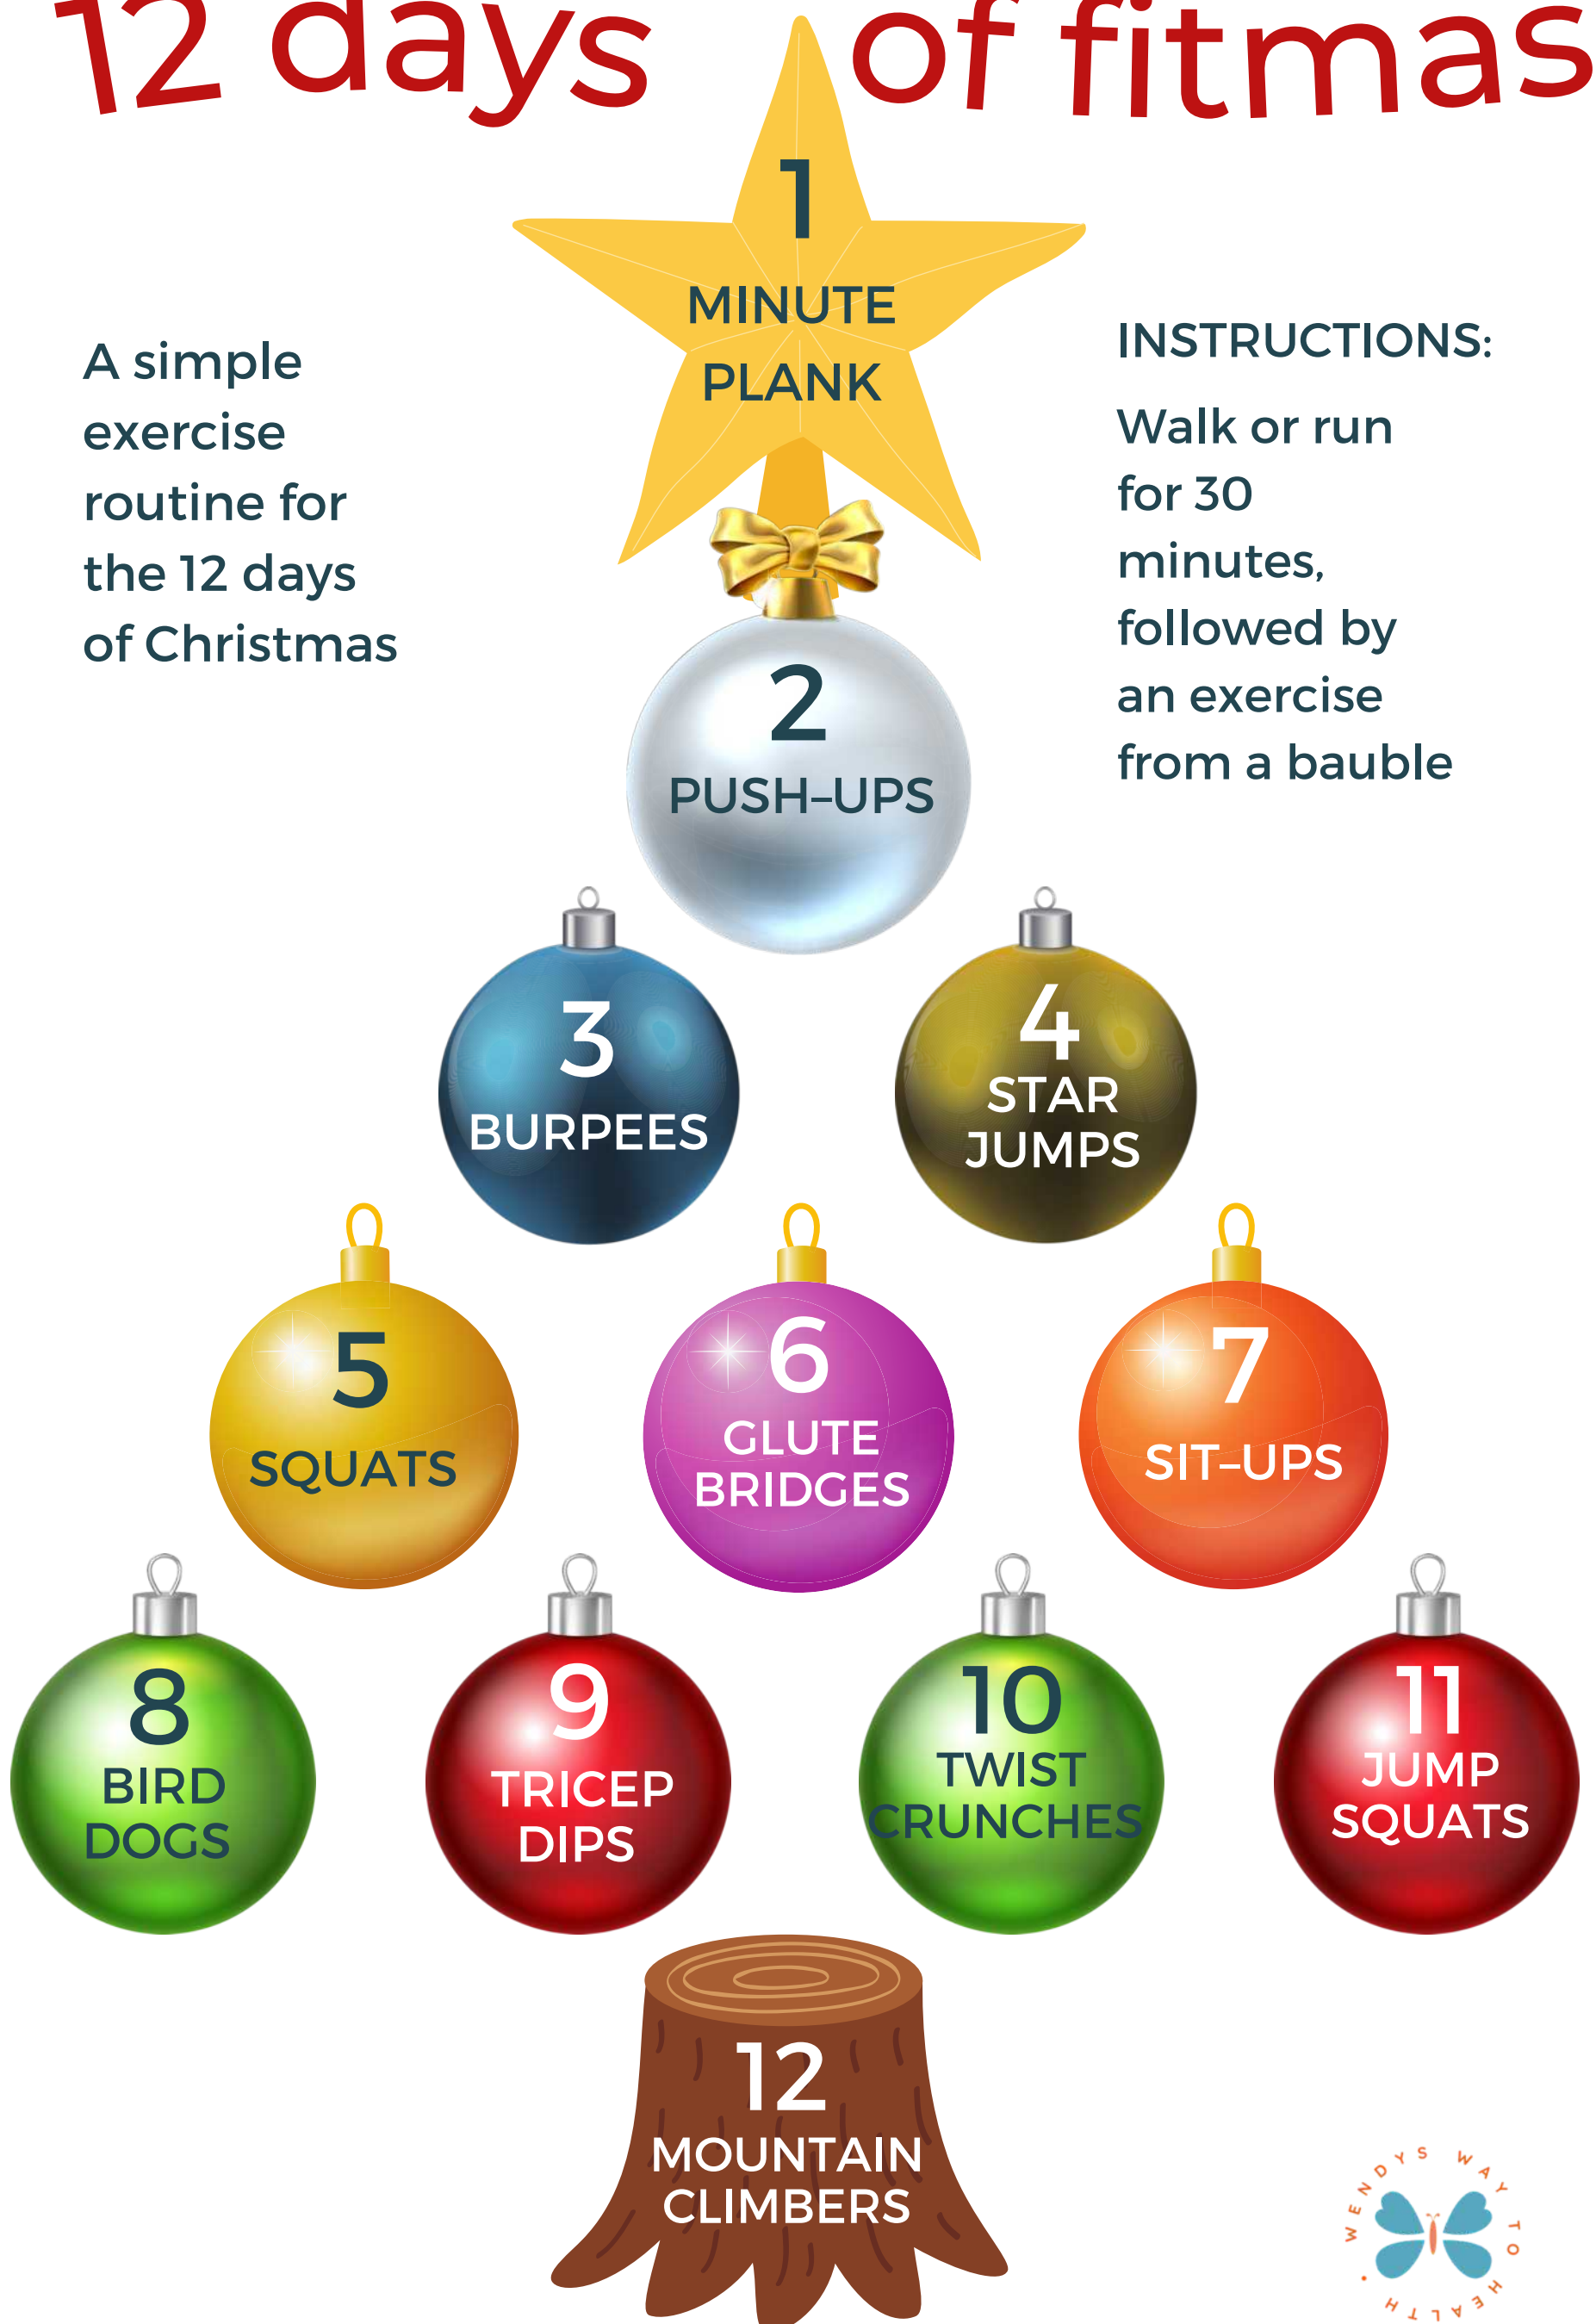 12 days of fitmas
1
MINUTE
PLANK
A simple
exercise
routine for
the 12 days
of Christmas
INSTRUCTIONS:
Walk or run
for 30
minutes,
followed by
an exercise
from a bauble
2
PUSH-UPS
3
BURPEES
4
STAR
JUMPS
5
SQUATS
6
GLUTE
BRIDGES
7
SIT-UPS
8
BIRD
DOGS
9
TRICEP
DIPS
10
TWIST
CRUNCHES
11
JUMP
SQUATS
12
MOUNTAIN
CLIMBERS
WENDYS WAY TO HEALTH •